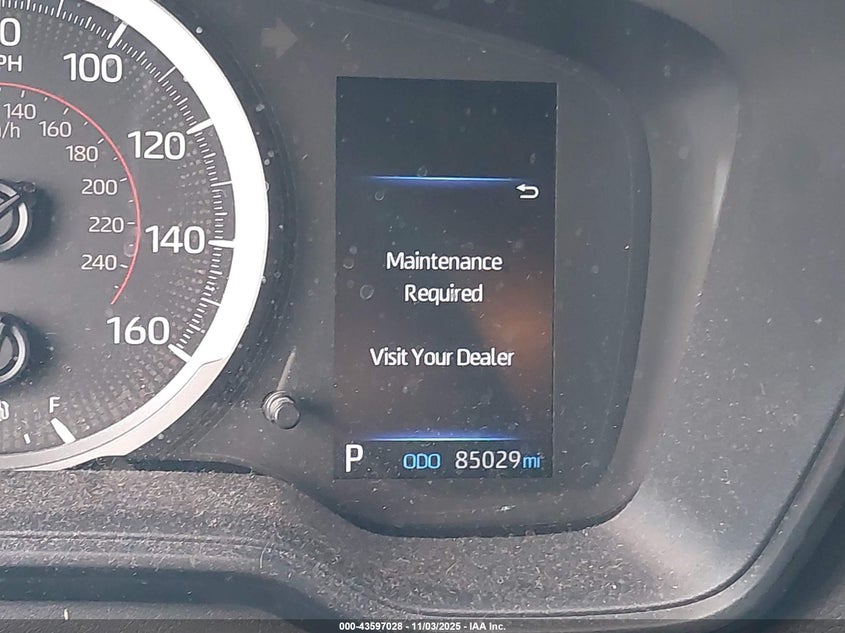 100
120
140
160
140
160
180
200
220
240
F
Maintenance
Required
Visit Your Dealer
P ODO 85029 mi
000-43597028 - 11/03/2025 - IAA Inc.